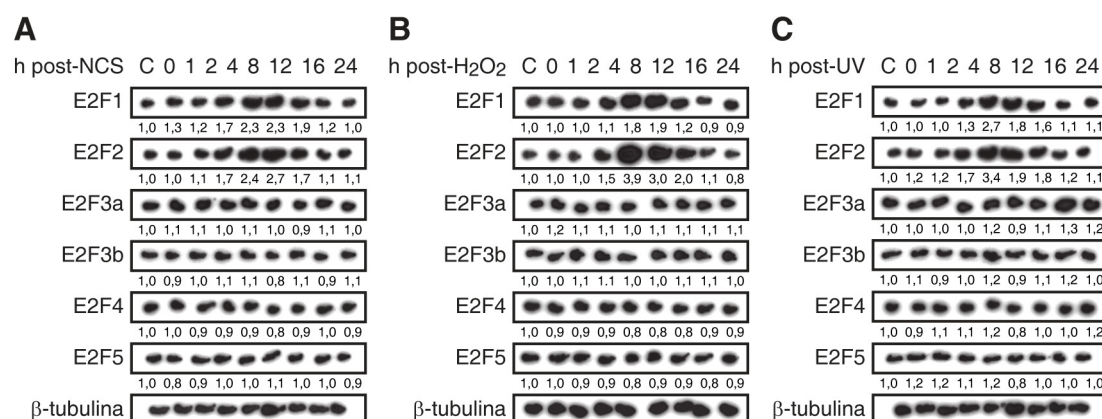 A
h post-NCS C 0 1 2 4 8 12 16 24
E2F1
1,0 1,3 1,2 1,7 2,3 2,3 1,9 1,2 1,0
E2F2
1,0 1,0 1,1 1,7 2,4 2,7 1,7 1,1 1,1
E2F3a
1,0 1,1 1,1 1,0 1,1 1,0 0,9 1,1 1,0
E2F3b
1,0 0,9 1,0 1,1 1,1 0,8 1,1 0,9 1,1
E2F4
1,0 1,0 0,9 0,9 0,9 0,8 0,9 1,0 0,9
E2F5
1,0 0,8 0,9 1,0 1,0 1,1 1,0 1,0 0,9
β-tubulina
B
h post-H₂O₂ C 0 1 2 4 8 12 16 24
E2F1
1,0 1,0 1,0 1,1 1,8 1,9 1,2 0,9 0,9
E2F2
1,0 1,0 1,0 1,5 3,9 3,0 2,0 1,1 0,8
E2F3a
1,0 1,2 1,1 1,1 1,0 1,1 1,1 1,1 1,1
E2F3b
1,0 1,0 1,1 1.1 1,0 1,1 1,1 1,1 1,0
E2F4
1,0 0,9 0,9 0,9 0,8 0,8 0,8 0,9 0,9
E2F5
1,0 1,0 0,9 0,9 0,9 0,9 0,9 0,9 0,9
β-tubulina
C
h post-UV C 0 1 2 4 8 12 16 24
E2F1
1,0 1,0 1,0 1,3 2,7 1,8 1,6 1,1 1,1
E2F2
1,0 1,2 1,2 1,7 3,4 1,9 1,8 1,2 1,1
E2F3a
1,0 1,0 1,0 1,0 1,2 0,9 1,1 1,3 1,2
E2F3b
1,0 1,1 0,9 1,0 1,2 0,9 1,1 1,2 1,0
E2F4
1,0 0,9 1,1 1,1 1,2 0,8 1,0 1,0 1,2
E2F5
1,0 1,2 1,2 1,1 1,2 0,8 1,0 1,0 1,0
β-tubulina